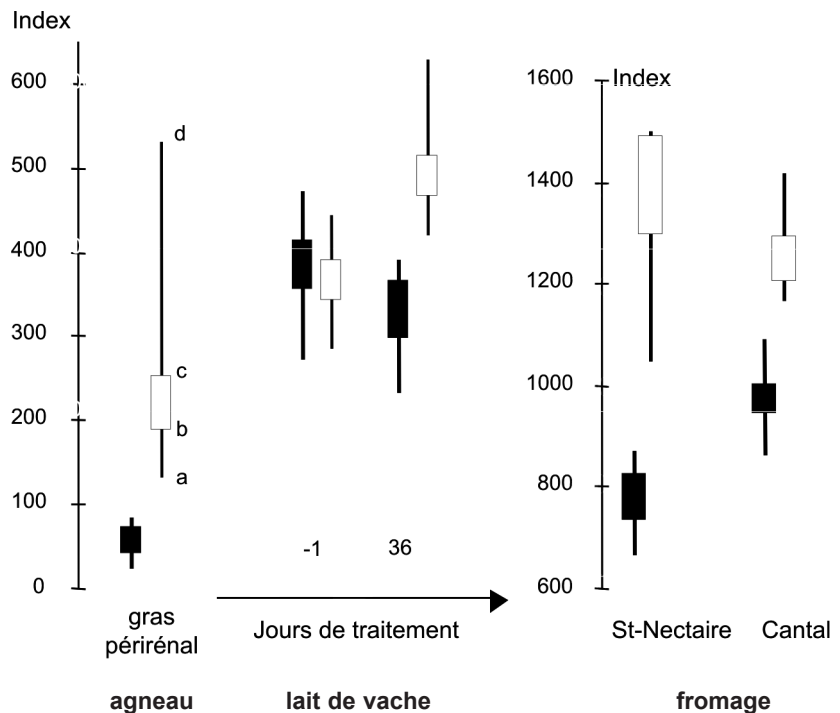 Index
600
500
400
300
200
100
0
d
c
b
a
-1 36
gras
périrénal
Jours de traitement
agneau
lait de vache
1600 Index
1400
1200
1000
800
600
St-Nectaire Cantal
fromage